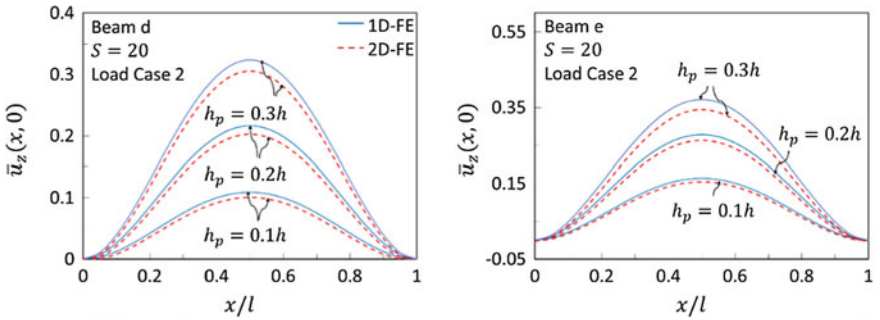 0.4
Beam d
S = 20
Load Case 2
1D-FE
2D-FE
0.3
h_p = 0.3h
0.2
h_p = 0.2h
0.1
h_p = 0.1h
0
0 0.2 0.4 0.6 0.8 1
x/l
ū_z(x, 0)
0.55
Beam e
S = 20
Load Case 2
h_p = 0.3h
0.35
h_p = 0.2h
0.15
h_p = 0.1h
-0.05
0 0.2 0.4 0.6 0.8 1
x/l
ū_z(x, 0)